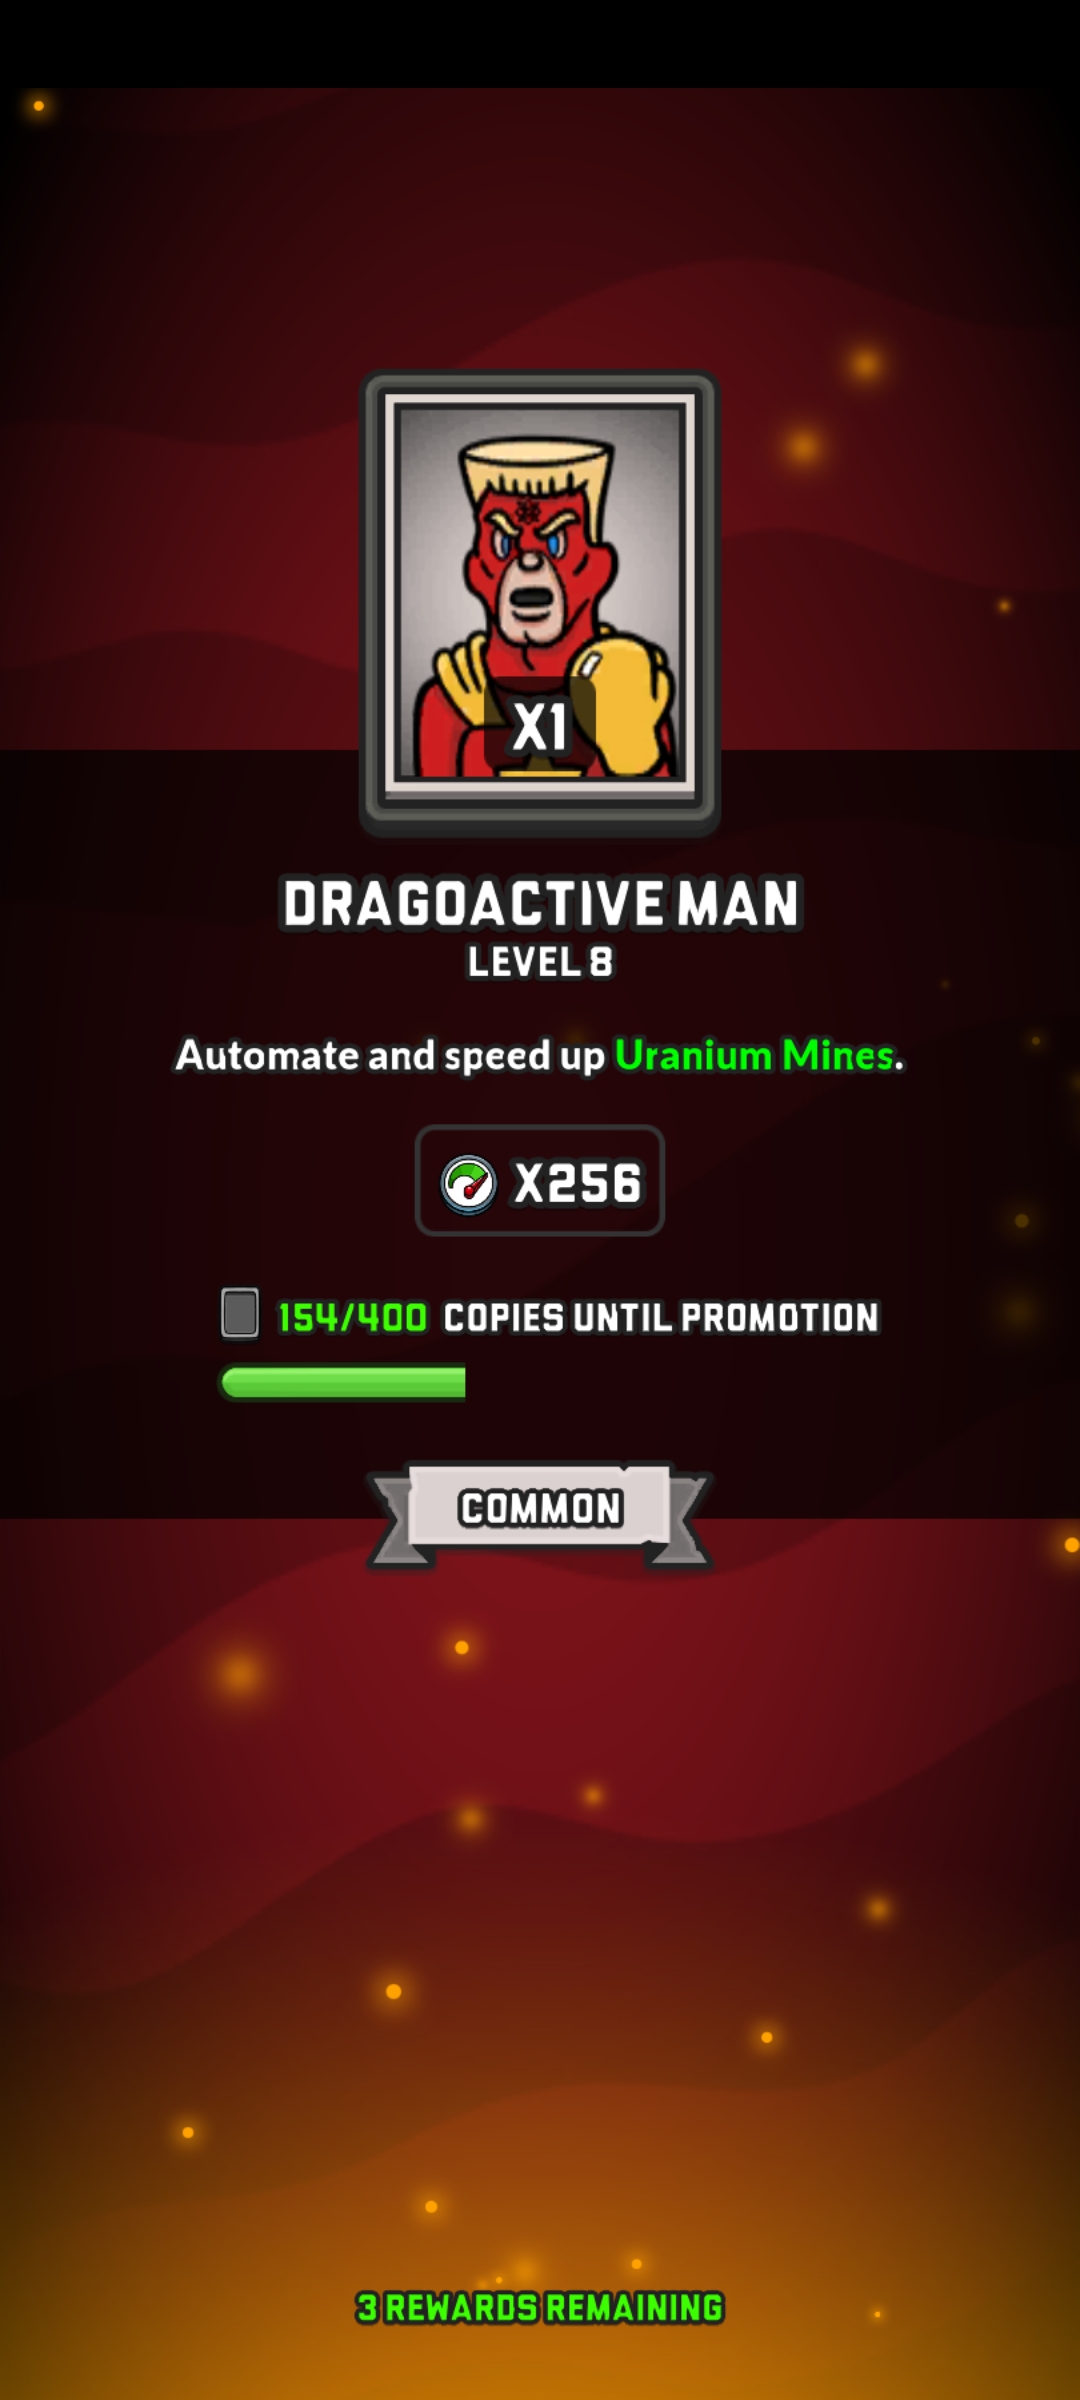 X1
DRAGOACTIVE MAN
LEVEL 8
Automate and speed up Uranium Mines.
X256
154/400 COPIES UNTIL PROMOTION
COMMON
3 REWARDS REMAINING